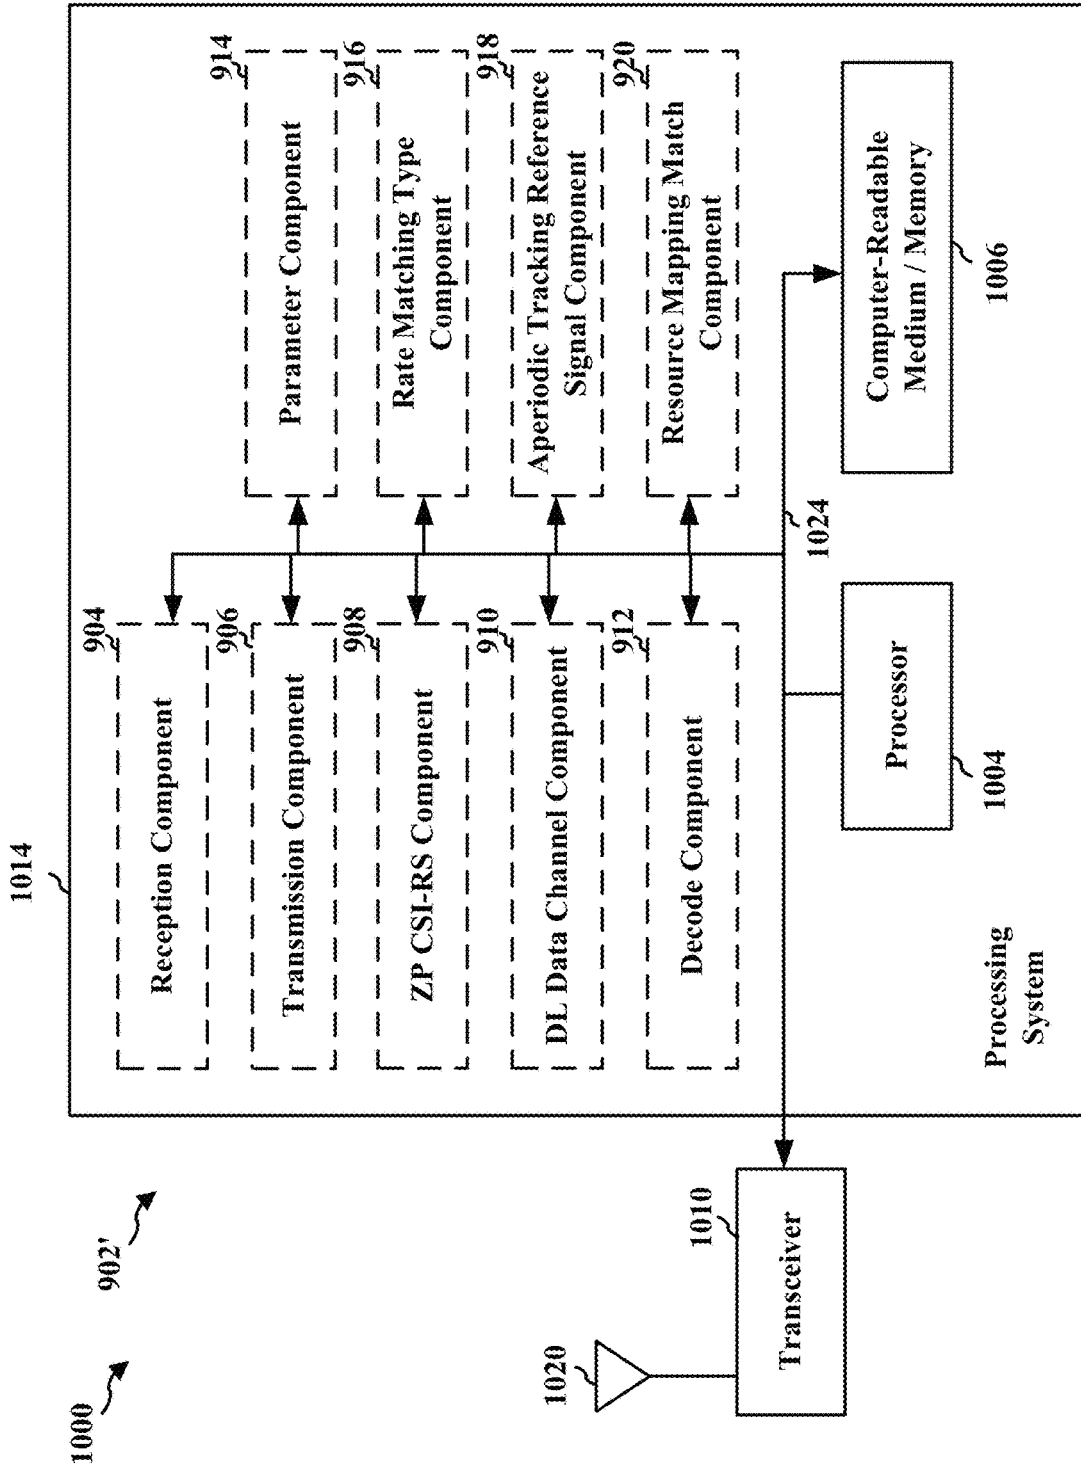 1000
902'
1014
904
Reception Component
906
Transmission Component
908
ZP CSI-RS Component
910
DL Data Channel Component
912
Decode Component
914
Parameter Component
916
Rate Matching Type
Component
918
Aperiodic Tracking Reference
Signal Component
920
Resource Mapping Match
Component
1020
1010
Transceiver
Processing
System
Processor
1004
1024
Computer-Readable
Medium / Memory
1006